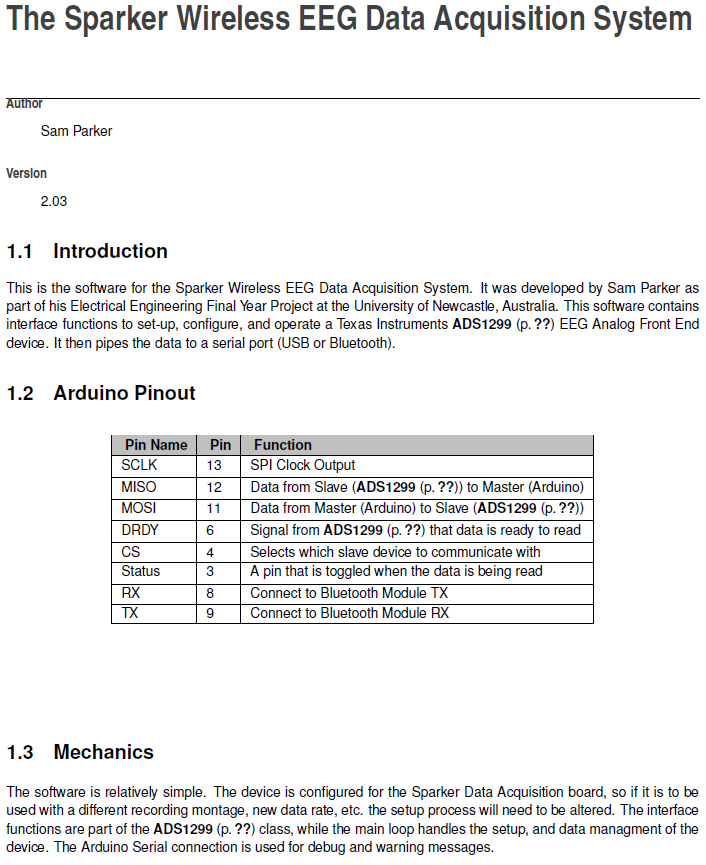 The Sparker Wireless EEG Data Acquisition System
Author
Sam Parker
Version
2.03
1.1 Introduction
This is the software for the Sparker Wireless EEG Data Acquisition System. It was developed by Sam Parker as
part of his Electrical Engineering Final Year Project at the University of Newcastle, Australia. This software contains
interface functions to set-up, configure, and operate a Texas Instruments ADS1299 (p. ??) EEG Analog Front End
device. It then pipes the data to a serial port (USB or Bluetooth).
1.2 Arduino Pinout
Pin Name Pin Function
SCLK 13 SPI Clock Output
MISO 12 Data from Slave (ADS1299 (p. ??)) to Master (Arduino)
MOSI 11 Data from Master (Arduino) to Slave (ADS1299 (p. ??))
DRDY 6 Signal from ADS1299 (p. ??) that data is ready to read
CS 4 Selects which slave device to communicate with
Status 3 A pin that is toggled when the data is being read
RX 8 Connect to Bluetooth Module TX
TX 9 Connect to Bluetooth Module RX
1.3 Mechanics
The software is relatively simple. The device is configured for the Sparker Data Acquisition board, so if it is to be
used with a different recording montage, new data rate, etc. the setup process will need to be altered. The interface
functions are part of the ADS1299 (p. ??) class, while the main loop handles the setup, and data managment of the
device. The Arduino Serial connection is used for debug and warning messages.